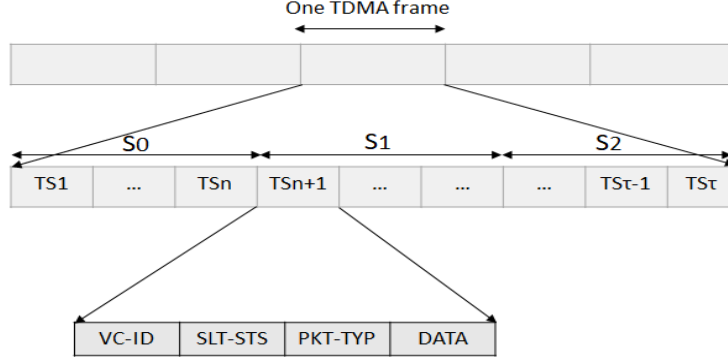 One TDMA frame
S0 S1 S2
TS1 ... TSn TSn+1 ... ... ... TSτ-1 TSτ
VC-ID SLT-STS PKT-TYP DATA